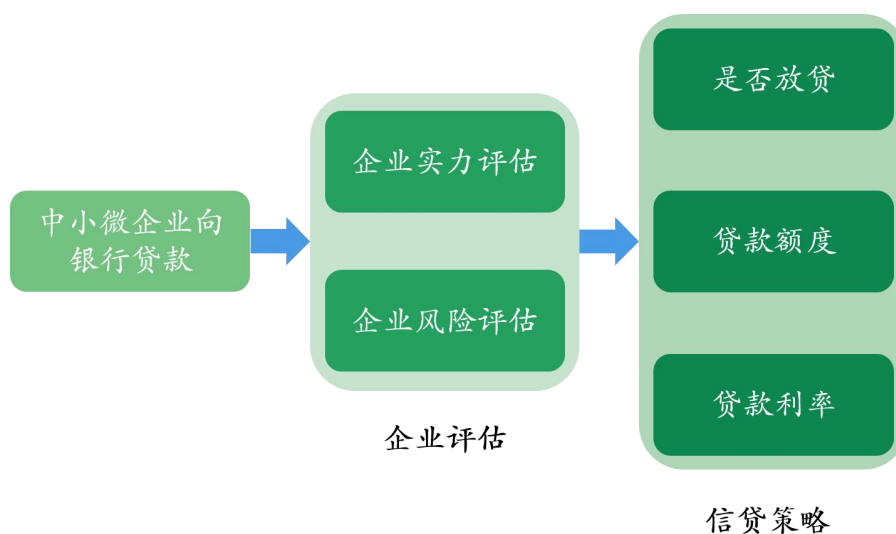 中小微企业向
银行贷款
企业实力评估
企业风险评估
企业评估
是否放贷
贷款额度
贷款利率
信贷策略